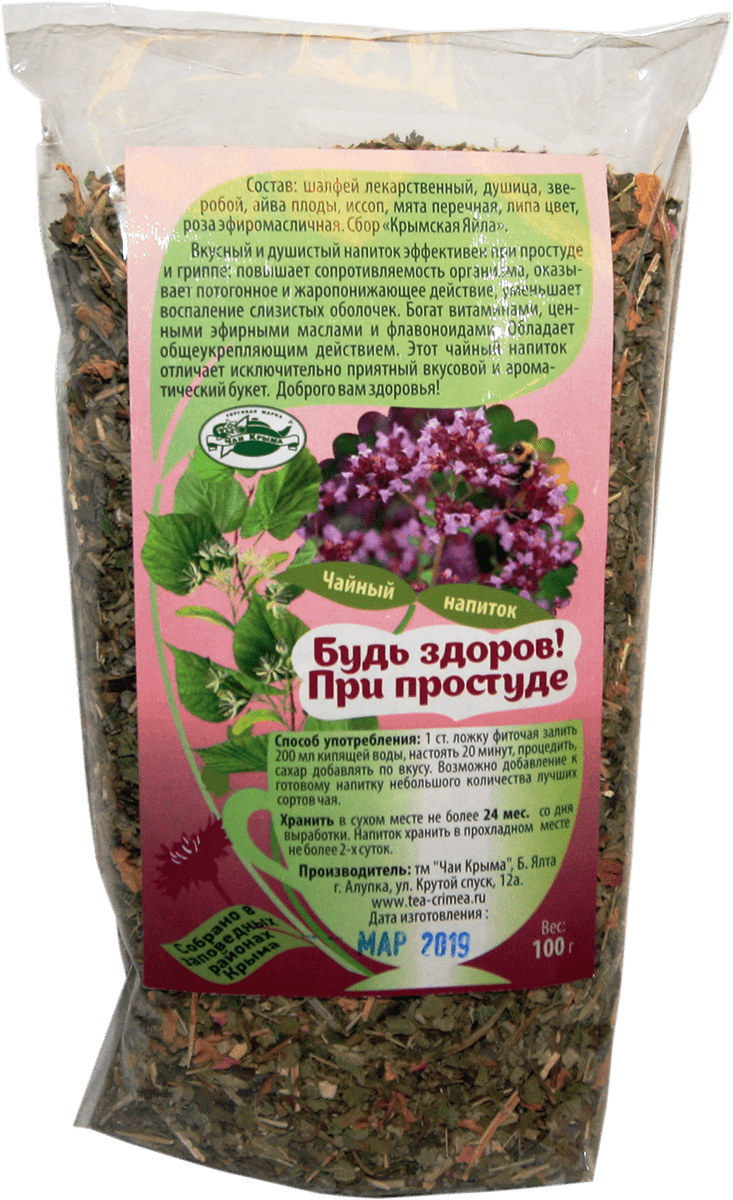 Состав: шалфей лекарственный, душица, зве-
робой, айва плоды, иссоп, мята перечная, липа цвет,
роза эфиромасличная. Сбор «Крымская Яйла».
Вкусный и душистый напиток эффективен при простуде
и гриппе: повышает сопротивляемость организма, оказы-
вает потогонное и жаропонижающее действие, уменьшает
воспаление слизистых оболочек. Богат витаминами, цен-
ными эфирными маслами и флавоноидами. Обладает
общеукрепляющим действием. Этот чайный напиток
отличает исключительно приятный вкусовой и арома-
тический букет. Доброго вам здоровья!
ТОРГОВАЯ МАРКА
ЧАИ КРЫМА
Чайный напиток
Будь здоров!
При простуде
Способ употребления: 1 ст. ложку фиточая залить
200 мл кипящей воды, настоять 20 минут, процедить,
сахар добавлять по вкусу. Возможно добавление к
готовому напитку небольшого количества лучших
сортов чая.
Хранить в сухом месте не более 24 мес. со дня
выработки. Напиток хранить в прохладном месте
не более 2-х суток.
Производитель: тм "Чаи Крыма", Б. Ялта
г. Алупка, ул. Крутой спуск, 12а.
www.tea-crimea.ru
Дата изготовления :
МАР 2019
Вес:
100 г
Собрано в
заповедных
районах
Крыма